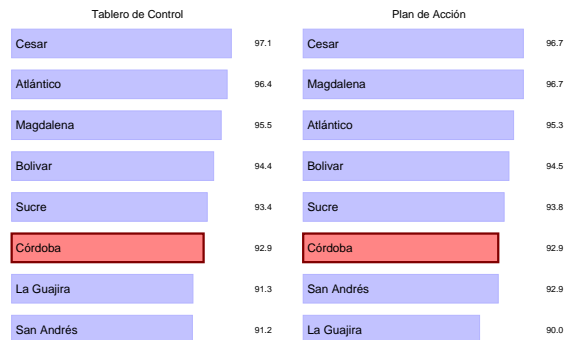 Tablero de Control
Cesar 97.1
Atlántico 96.4
Magdalena 95.5
Bolivar 94.4
Sucre 93.4
Córdoba 92.9
La Guajira 91.3
San Andrés 91.2
Plan de Acción
Cesar 96.7
Magdalena 96.7
Atlántico 95.3
Bolivar 94.5
Sucre 93.8
Córdoba 92.9
San Andrés 92.9
La Guajira 90.0